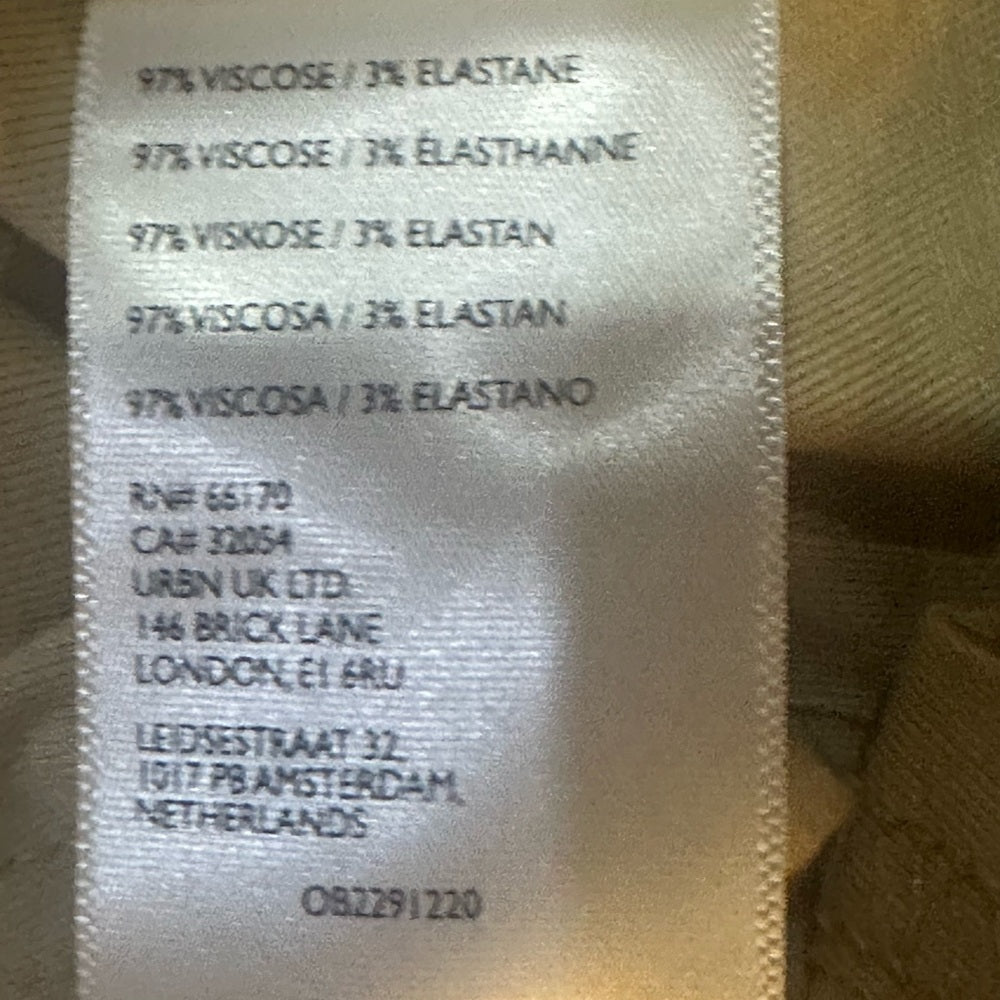 97% VISCOSE / 3% ELASTANE
97% VISCOSE / 3% ÉLASTHANNE
97% VISKOSE / 3% ELASTAN
97% VISCOSA / 3% ELASTAN
97% VISCOSA / 3% ELASTANO
RN# 66170
CA# 32054
URBN UK LTD.
146 BRICK LANE
LONDON, E1 6RU
LEIDSESTRAAT 32
1017 PB AMSTERDAM,
NETHERLANDS
OB2291220